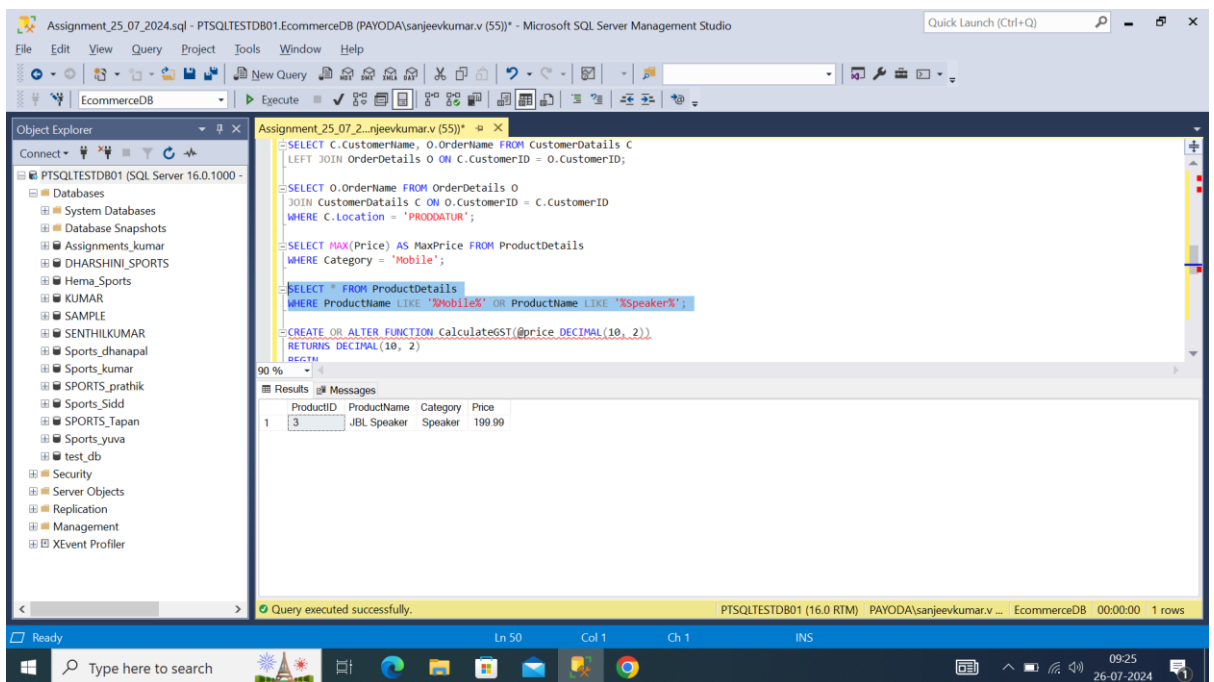 Assignment_25_07_2024.sql - PTSQLTESTDB01.EcommerceDB (PAYODA\sanjeevkumar.v (55))* - Microsoft SQL Server Management Studio
Quick Launch (Ctrl+Q)
File Edit View Query Project Tools Window Help
New Query
EcommerceDB Execute
Object Explorer
Assignment_25_07_2...njeevkumar.v (55))*
Connect
PTSQLTESTDB01 (SQL Server 16.0.1000 -
Databases
System Databases
Database Snapshots
Assignments_kumar
DHARSHINI_SPORTS
Hema_Sports
KUMAR
SAMPLE
SENTHILKUMAR
Sports_dhanapal
Sports_kumar
SPORTS_prathik
Sports_Sidd
SPORTS_Tapan
Sports_yuva
test_db
Security
Server Objects
Replication
Management
XEvent Profiler
SELECT C.CustomerName, O.OrderName FROM CustomerDatails C
LEFT JOIN OrderDetails O ON C.CustomerID = O.CustomerID;
SELECT O.OrderName FROM OrderDetails O
JOIN CustomerDatails C ON O.CustomerID = C.CustomerID
WHERE C.Location = 'PRODDATUR';
SELECT MAX(Price) AS MaxPrice FROM ProductDetails
WHERE Category = 'Mobile';
SELECT * FROM ProductDetails
WHERE ProductName LIKE '%Mobile%' OR ProductName LIKE '%Speaker%';
CREATE OR ALTER FUNCTION CalculateGST(@price DECIMAL(10, 2))
RETURNS DECIMAL(10, 2)
BEGIN
90 %
Results Messages
ProductID ProductName Category Price
1 3 JBL Speaker Speaker 199.99
Query executed successfully.
PTSQLTESTDB01 (16.0 RTM) PAYODA\sanjeevkumar.v ... EcommerceDB 00:00:00 1 rows
Ready Ln 50 Col 1 Ch 1 INS
Type here to search
09:25
26-07-2024
1